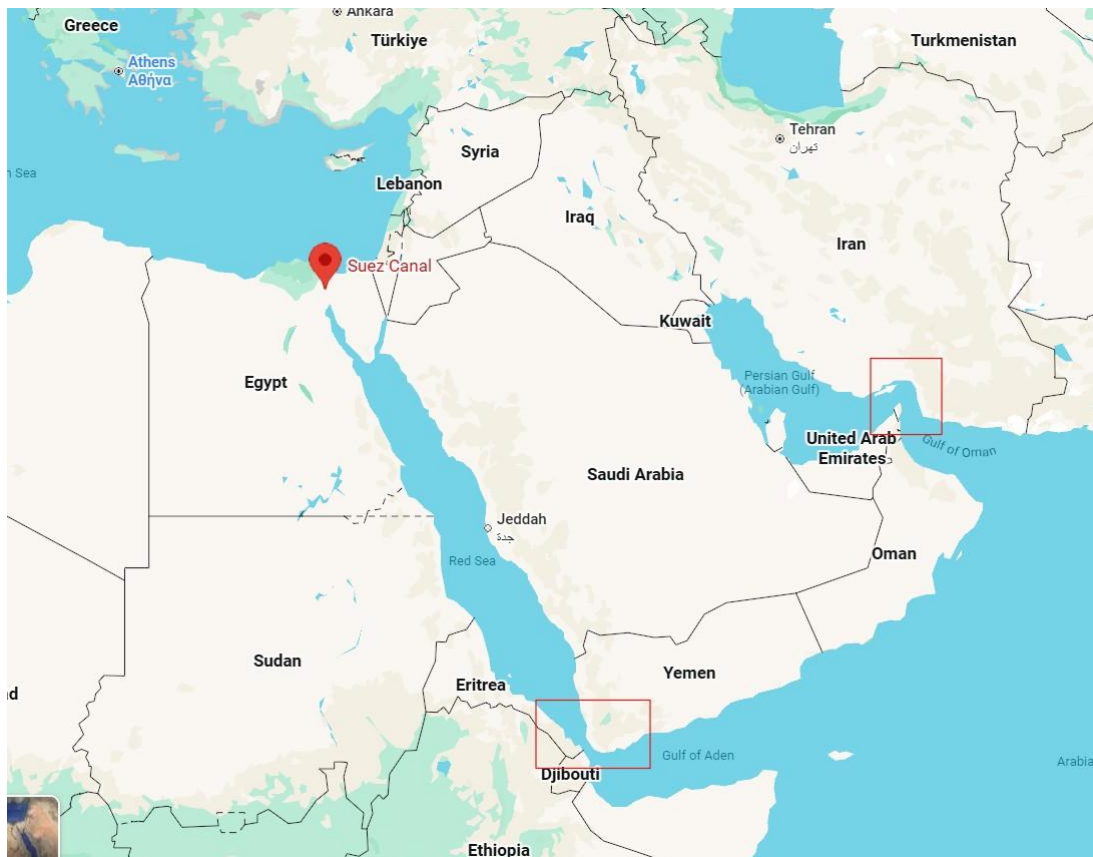 Ankara
Greece
Türkiye
Turkmenistan
Athens
Αθήνα
Tehran
تهران
Syria
n Sea
Lebanon
Iraq
Iran
Suez Canal
Kuwait
Persian Gulf
(Arabian Gulf)
Egypt
United Arab
Emirates
Gulf of Oman
Saudi Arabia
Jeddah
جدة
Oman
Red Sea
Sudan
Yemen
Eritrea
ad
Gulf of Aden
Arabia
Djibouti
Ethiopia